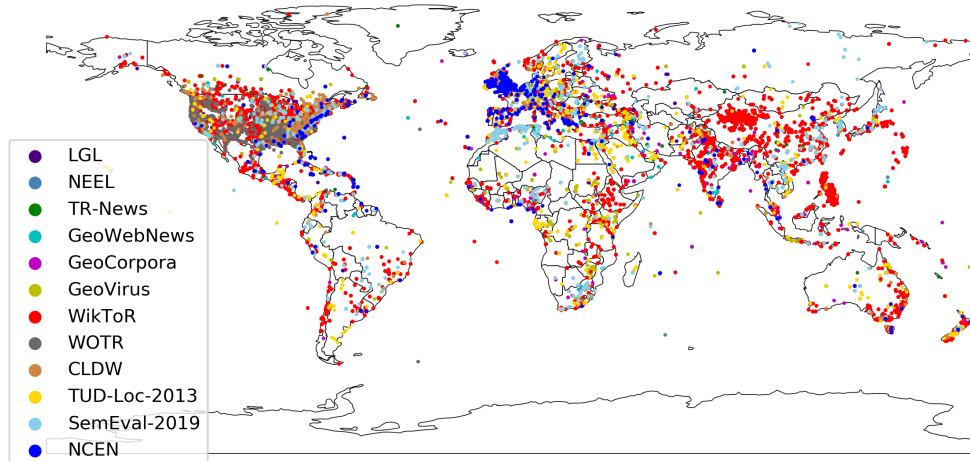 LGL
NEEL
TR-News
GeoWebNews
GeoCorpora
GeoVirus
WikToR
WOTR
CLDW
TUD-Loc-2013
SemEval-2019
NCEN